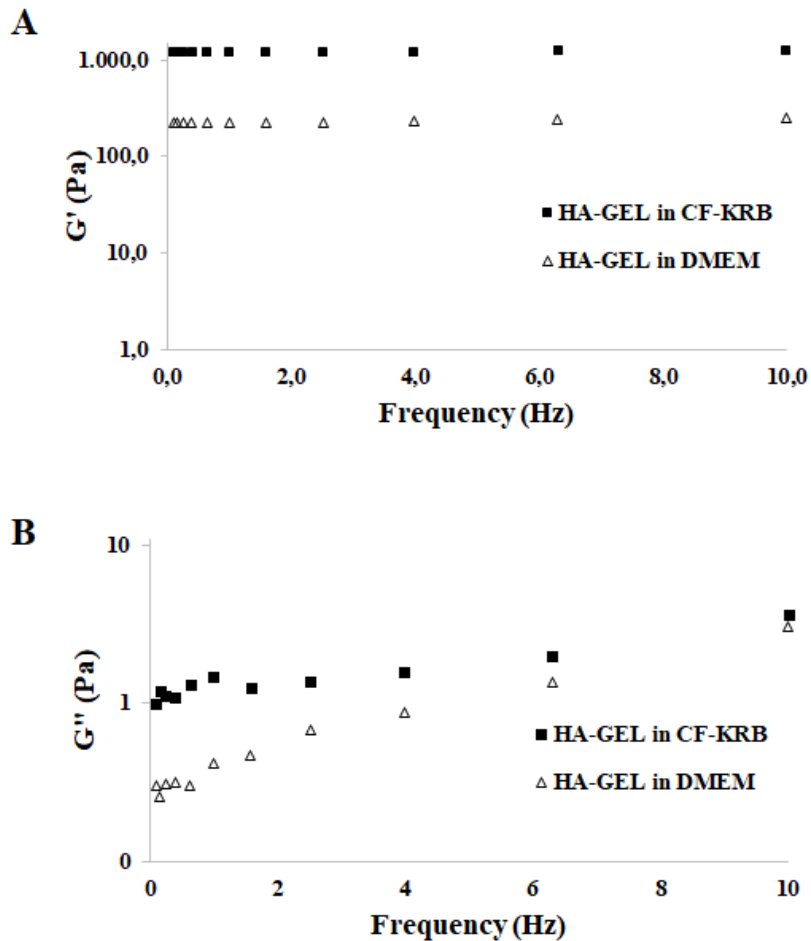 A
1.000,0
100,0
10,0
1,0
G' (Pa)
■ HA-GEL in CF-KRB
△ HA-GEL in DMEM
0,0 2,0 4,0 6,0 8,0 10,0
Frequency (Hz)
B
10
1
0
G" (Pa)
■ HA-GEL in CF-KRB
△ HA-GEL in DMEM
0 2 4 6 8 10
Frequency (Hz)